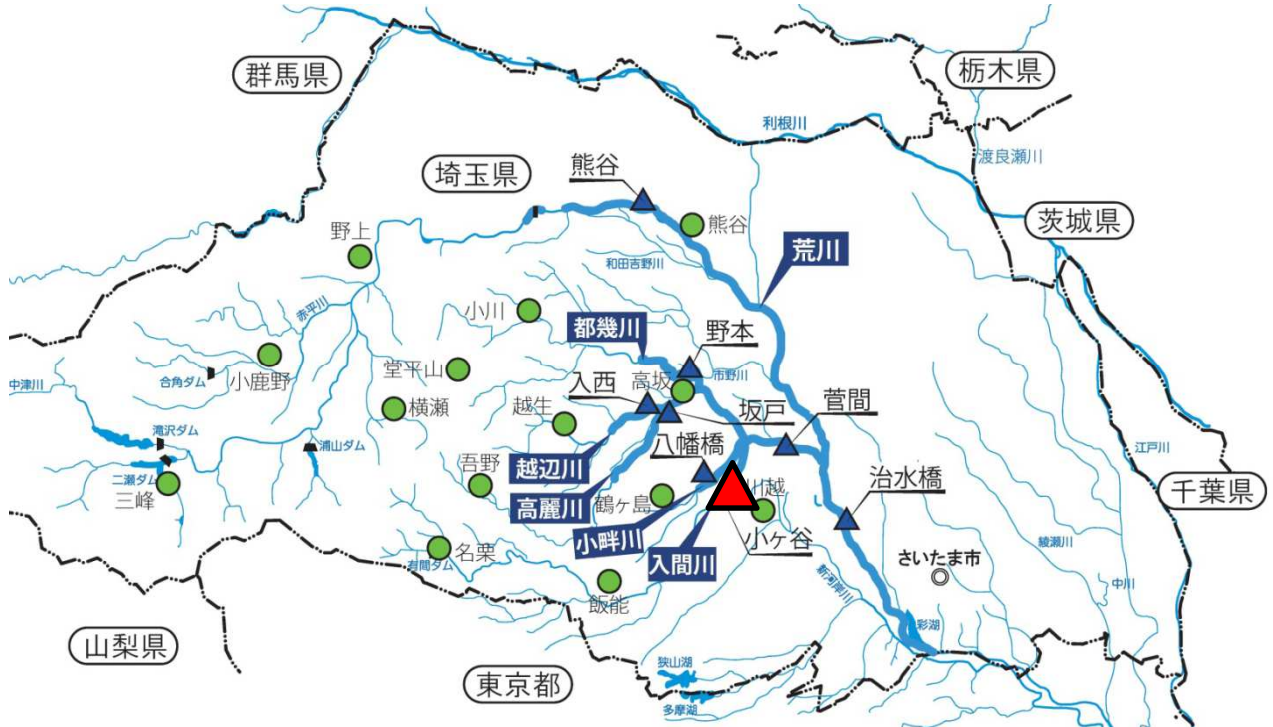 群馬県
栃木県
利根川
渡良瀬川
熊谷
埼玉県
茨城県
野上
熊谷
荒川
和田吉野川
赤平川
小川
都幾川
野本
市野川
高坂
堂平山
合角ダム
小鹿野
入西
菅間
中津川
横瀬
越生
坂戸
滝沢ダム
浦山ダム
八幡橋
江戸川
越辺川
吾野
二瀬ダム
治水橋
川越
千葉県
三峰
高麗川
鶴ヶ島
小畔川
小ヶ谷
綾瀬川
名栗
有間ダム
入間川
さいたま市
新河岸川
中川
飯能
彩湖
山梨県
狭山湖
東京都
多摩湖